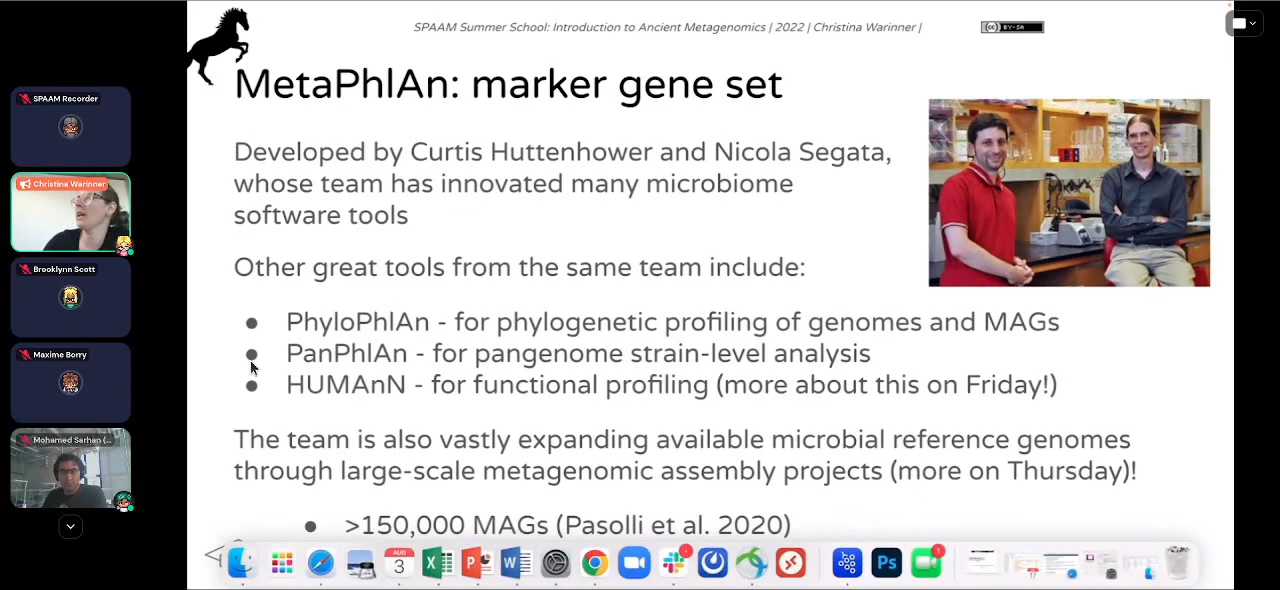 SPAAM Summer School: Introduction to Ancient Metagenomics | 2022 | Christina Warinner |
BY-SA
MetaPhlAn: marker gene set
Developed by Curtis Huttenhower and Nicola Segata,
whose team has innovated many microbiome
software tools
Other great tools from the same team include:
● PhyloPhlAn - for phylogenetic profiling of genomes and MAGs
● PanPhlAn - for pangenome strain-level analysis
● HUMAnN - for functional profiling (more about this on Friday!)
The team is also vastly expanding available microbial reference genomes
through large-scale metagenomic assembly projects (more on Thursday)!
● >150,000 MAGs (Pasolli et al. 2020)
SPAAM Recorder
Christina Warinner
Brooklynn Scott
Maxime Borry
Mohamed Sarhan (...
AUG
3
X
P
W
Ps
1
17